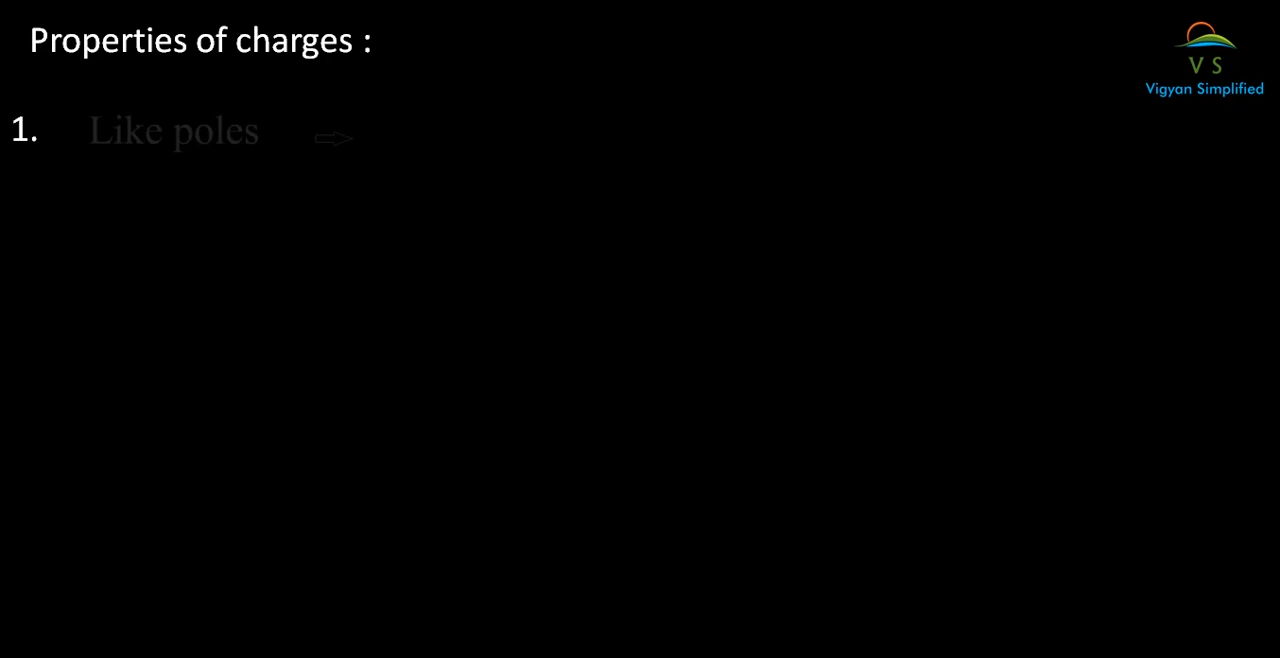 Properties of charges :
V S
Vigyan Simplified
1. Like poles ⇨